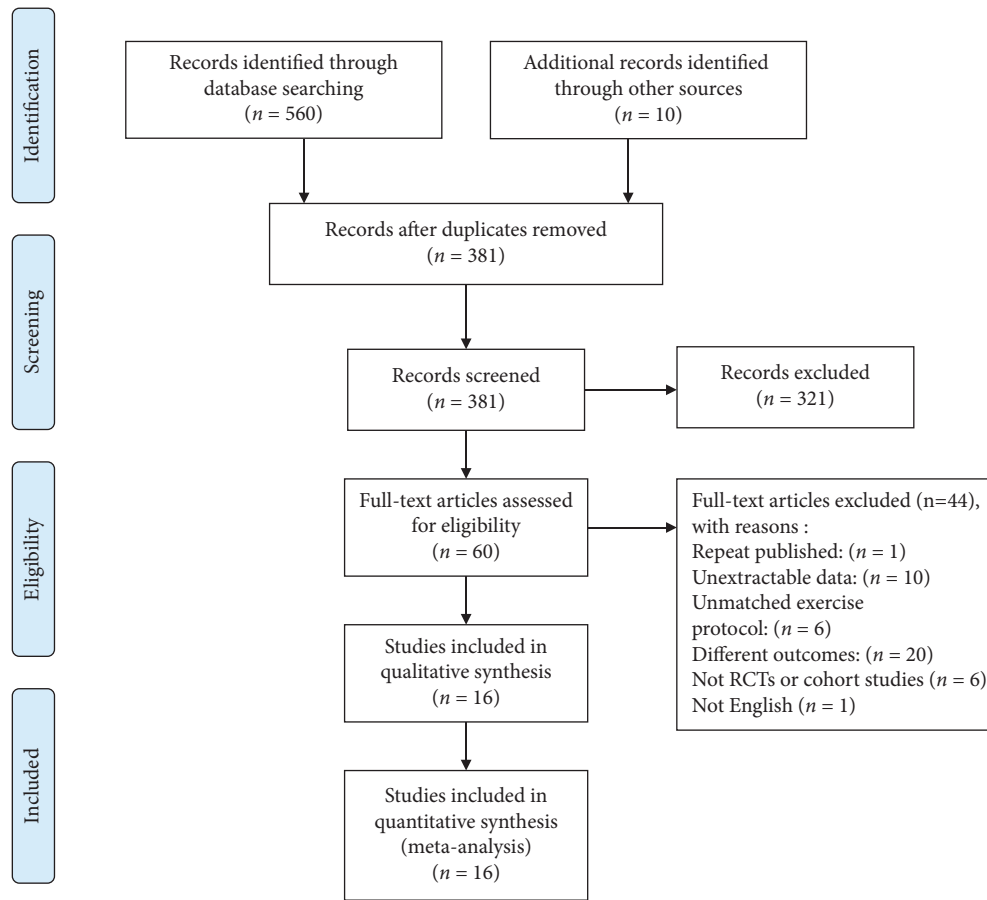 Identification
Records identified through
database searching
(n = 560)
Additional records identified
through other sources
(n = 10)
Records after duplicates removed
(n = 381)
Screening
Records screened
(n = 381)
Records excluded
(n = 321)
Eligibility
Full-text articles assessed
for eligibility
(n = 60)
Full-text articles excluded (n=44),
with reasons :
Repeat published: (n = 1)
Unextractable data: (n = 10)
Unmatched exercise
protocol: (n = 6)
Different outcomes: (n = 20)
Not RCTs or cohort studies (n = 6)
Not English (n = 1)
Studies included in
qualitative synthesis
(n = 16)
Included
Studies included in
quantitative synthesis
(meta-analysis)
(n = 16)